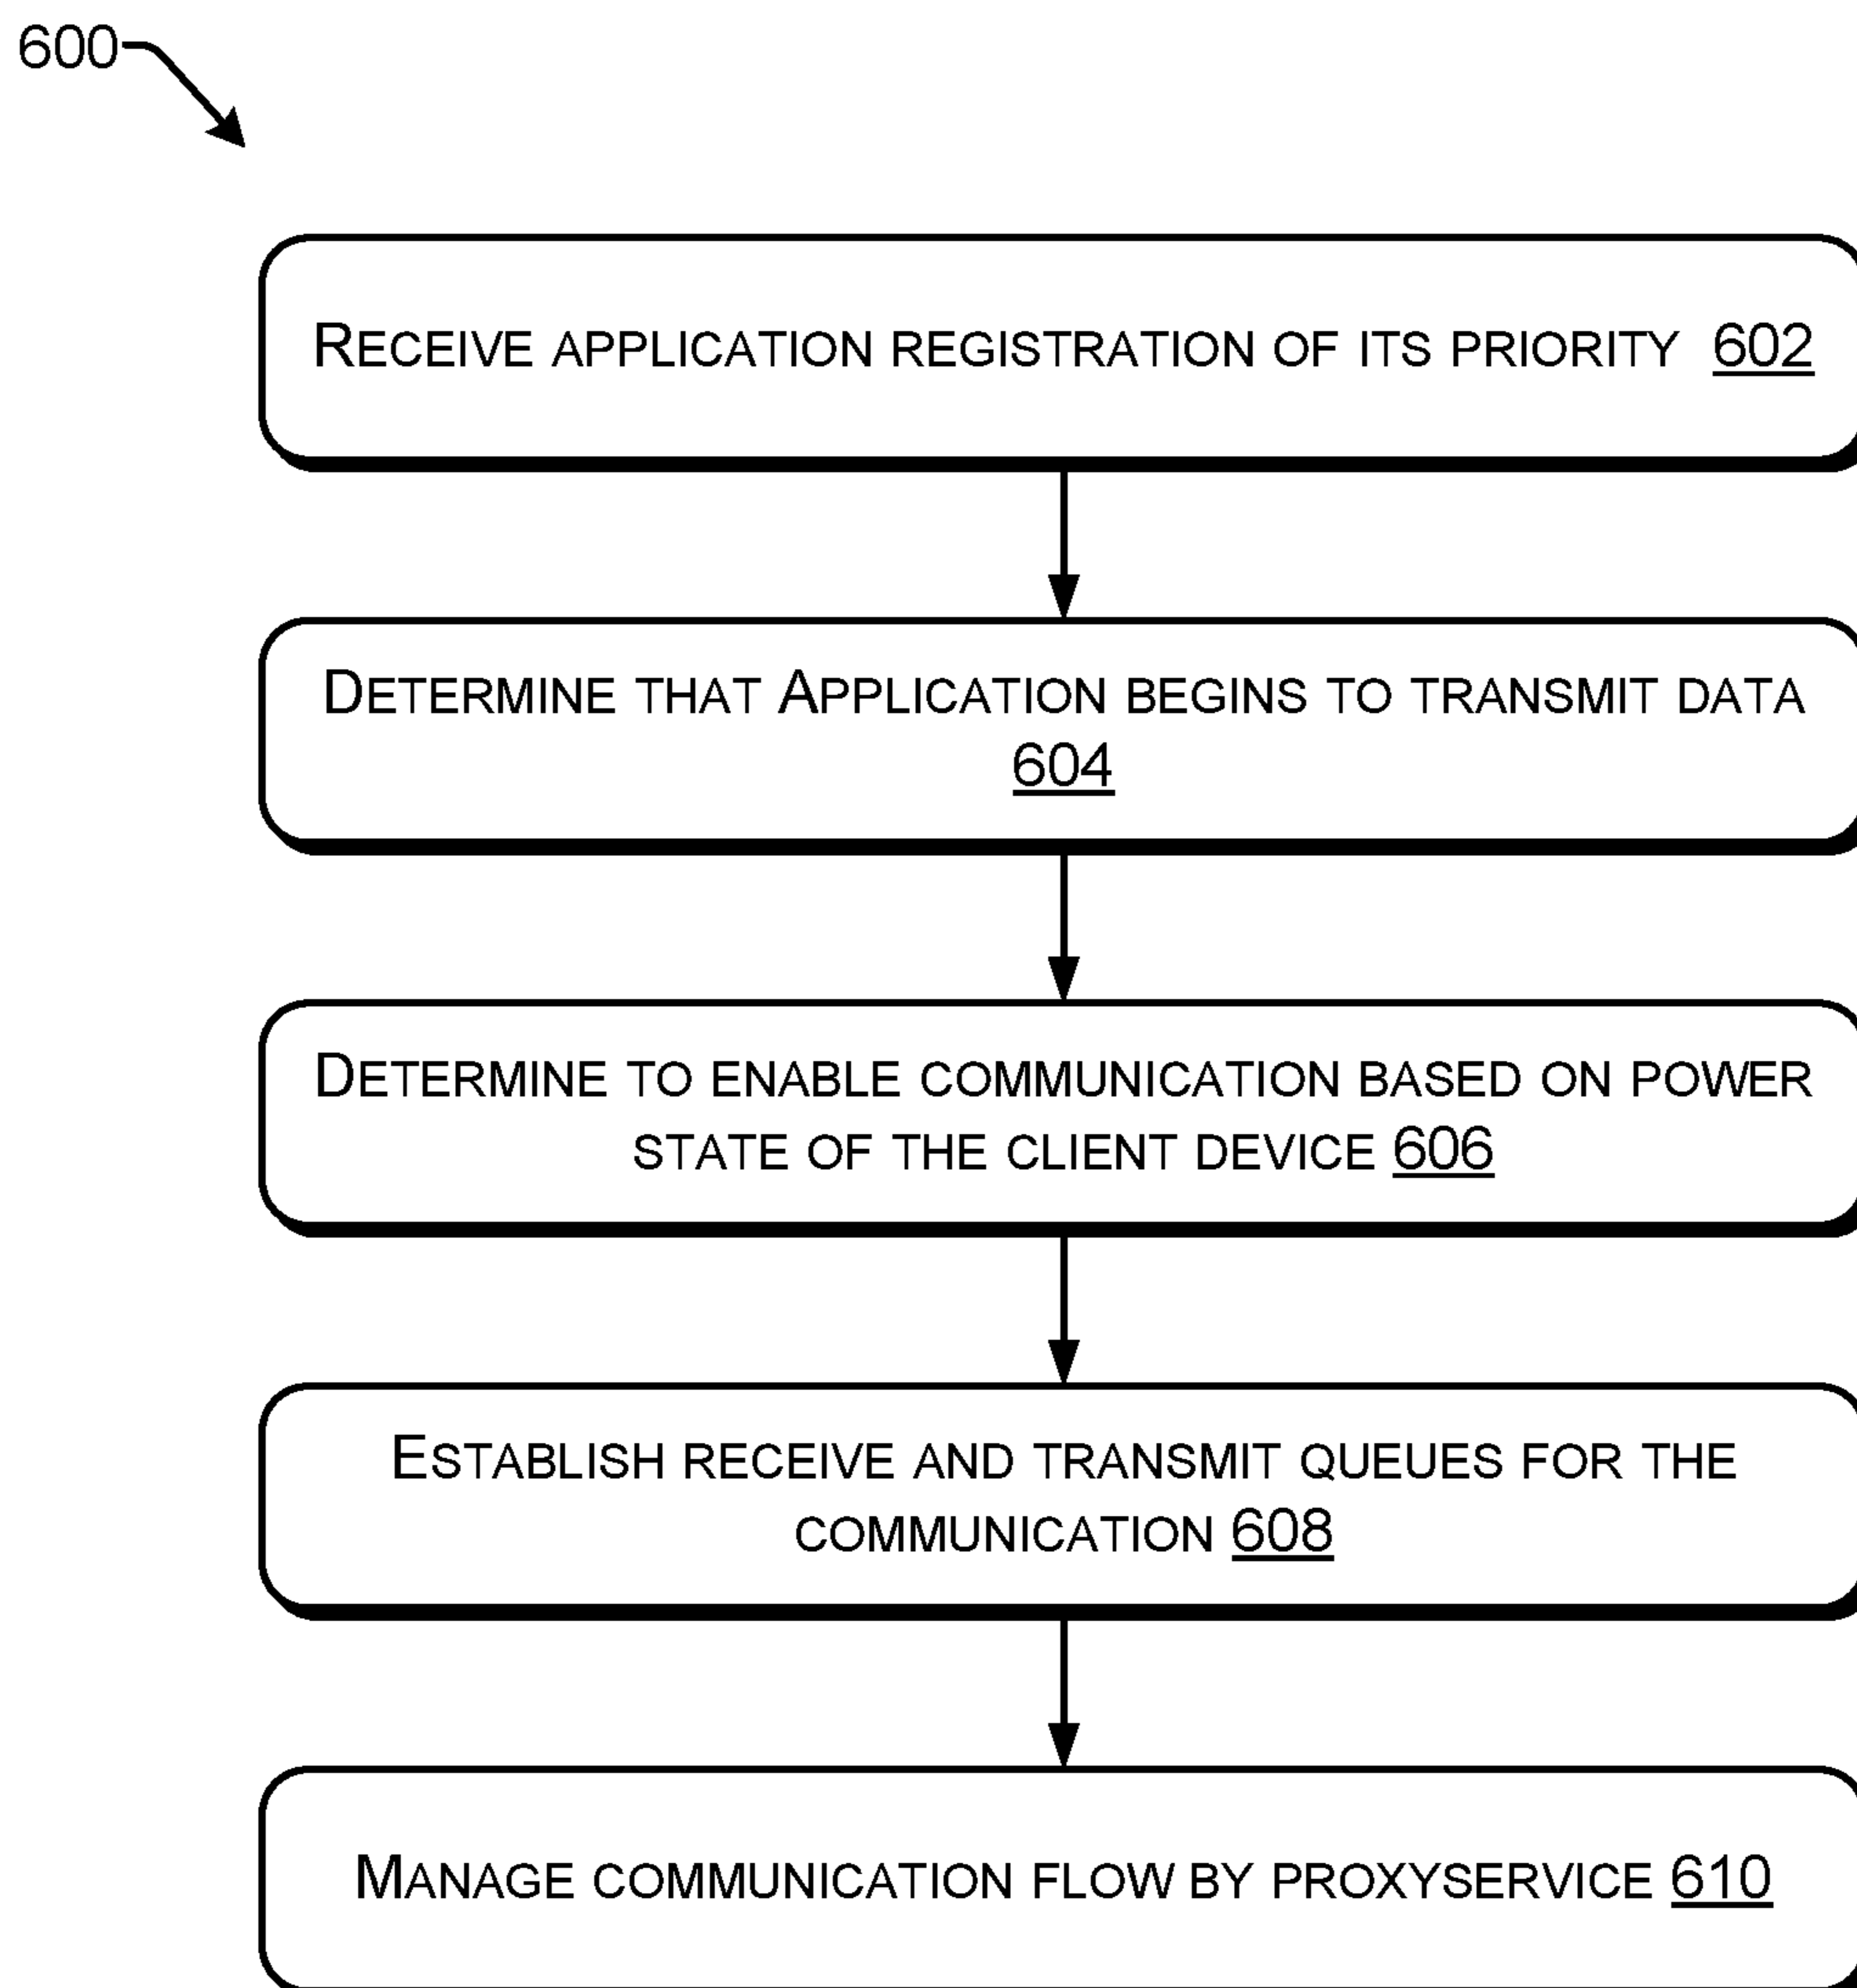 600
RECEIVE APPLICATION REGISTRATION OF ITS PRIORITY 602
DETERMINE THAT APPLICATION BEGINS TO TRANSMIT DATA
604
DETERMINE TO ENABLE COMMUNICATION BASED ON POWER
STATE OF THE CLIENT DEVICE 606
ESTABLISH RECEIVE AND TRANSMIT QUEUES FOR THE
COMMUNICATION 608
MANAGE COMMUNICATION FLOW BY PROXYSERVICE 610